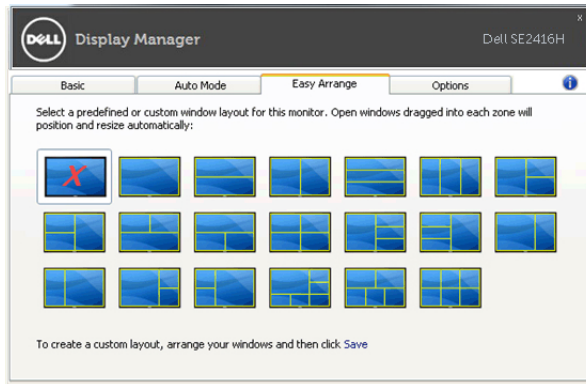 x
DELL Display Manager Dell SE2416H
Basic Auto Mode Easy Arrange Options i
Select a predefined or custom window layout for this monitor. Open windows dragged into each zone will
position and resize automatically:
X
To create a custom layout, arrange your windows and then click Save